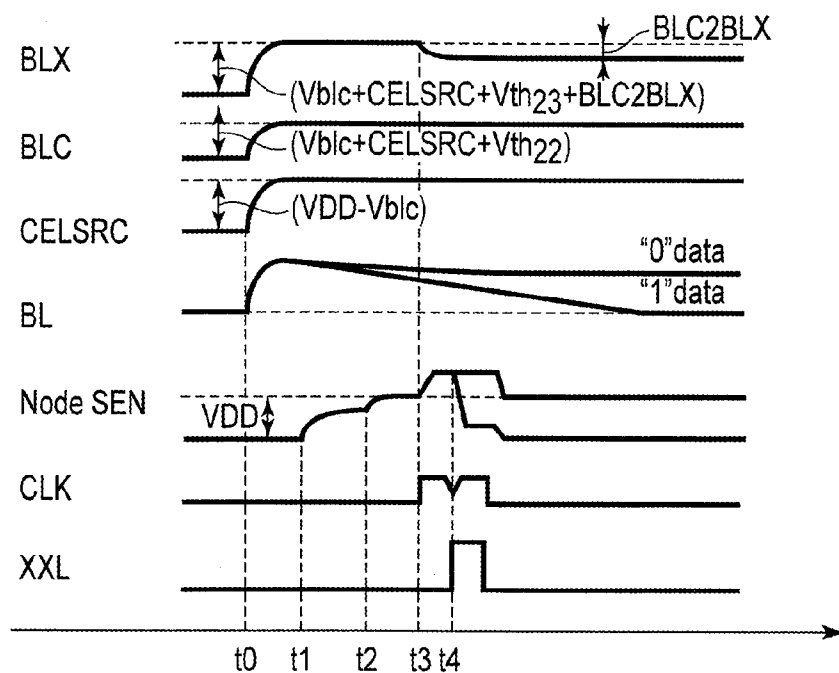 BLC2BLX
BLX
(Vblc+CELSRC+Vth23+BLC2BLX)
BLC
(Vblc+CELSRC+Vth22)
(VDD-Vblc)
CELSRC
"0"data
"1"data
BL
Node SEN
VDD
CLK
XXL
t0 t1 t2 t3 t4